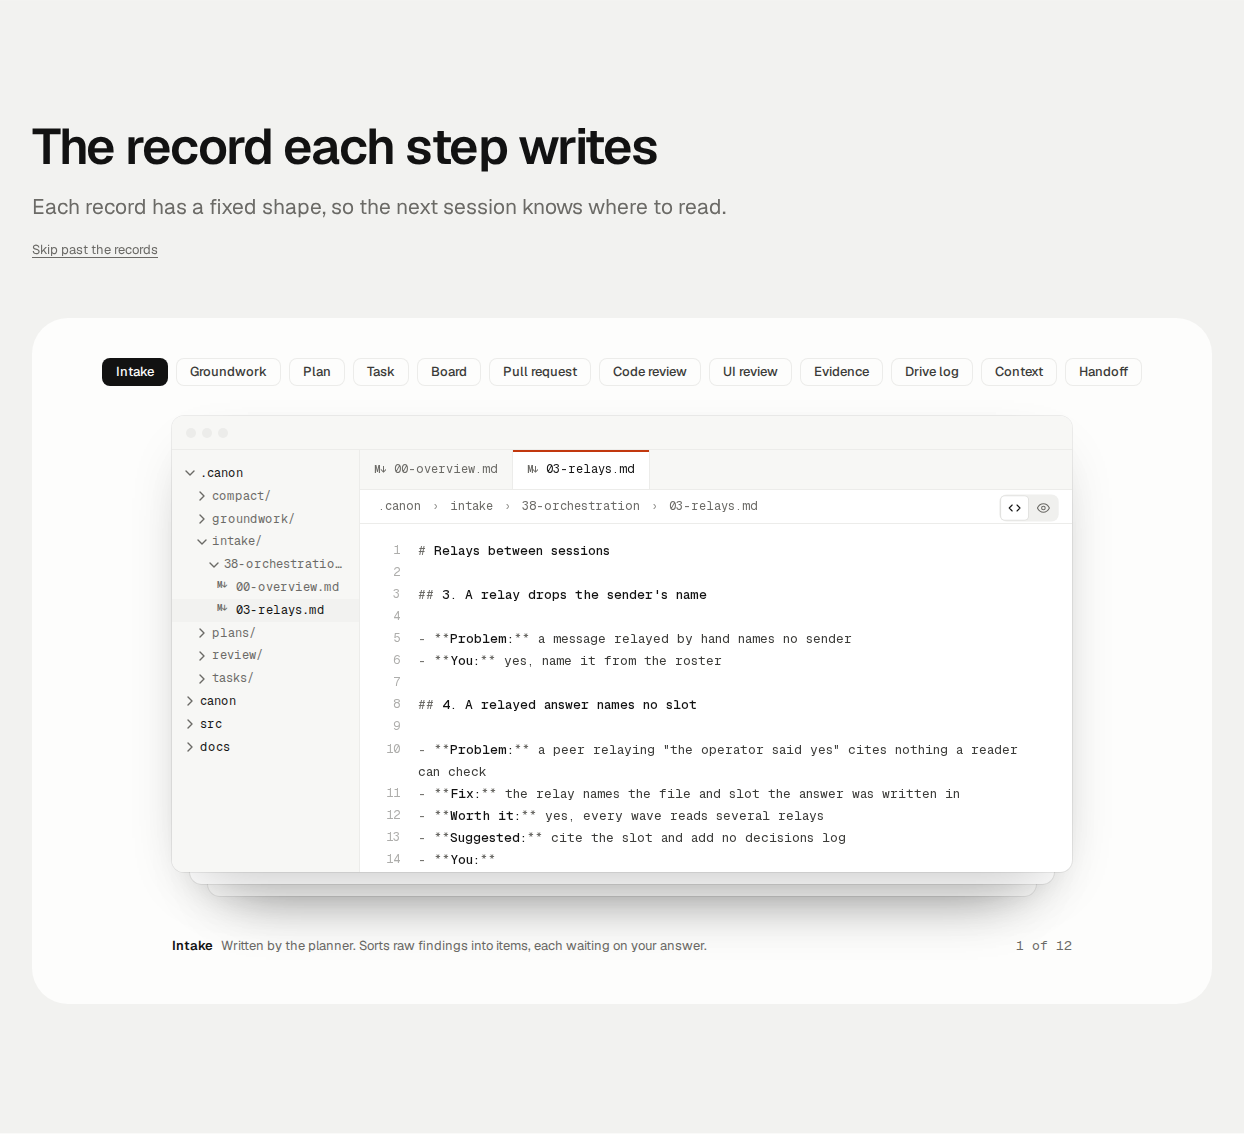 The record each step writes
Each record has a fixed shape, so the next session knows where to read.
Skip past the records
Intake
Groundwork
Plan
Task
Board
Pull request
Code review
UI review
Evidence
Drive log
Context
Handoff
.canon
compact/
groundwork/
intake/
38-orchestratio…
M↓ 00-overview.md
M↓ 03-relays.md
plans/
review/
tasks/
canon
src
docs
M↓ 00-overview.md
M↓ 03-relays.md
.canon › intake › 38-orchestration › 03-relays.md
1 # Relays between sessions
2
3 ## 3. A relay drops the sender's name
4
5 - **Problem:** a message relayed by hand names no sender
6 - **You:** yes, name it from the roster
7
8 ## 4. A relayed answer names no slot
9
10 - **Problem:** a peer relaying "the operator said yes" cites nothing a reader
can check
11 - **Fix:** the relay names the file and slot the answer was written in
12 - **Worth it:** yes, every wave reads several relays
13 - **Suggested:** cite the slot and add no decisions log
14 - **You:**
Intake Written by the planner. Sorts raw findings into items, each waiting on your answer.
1 of 12